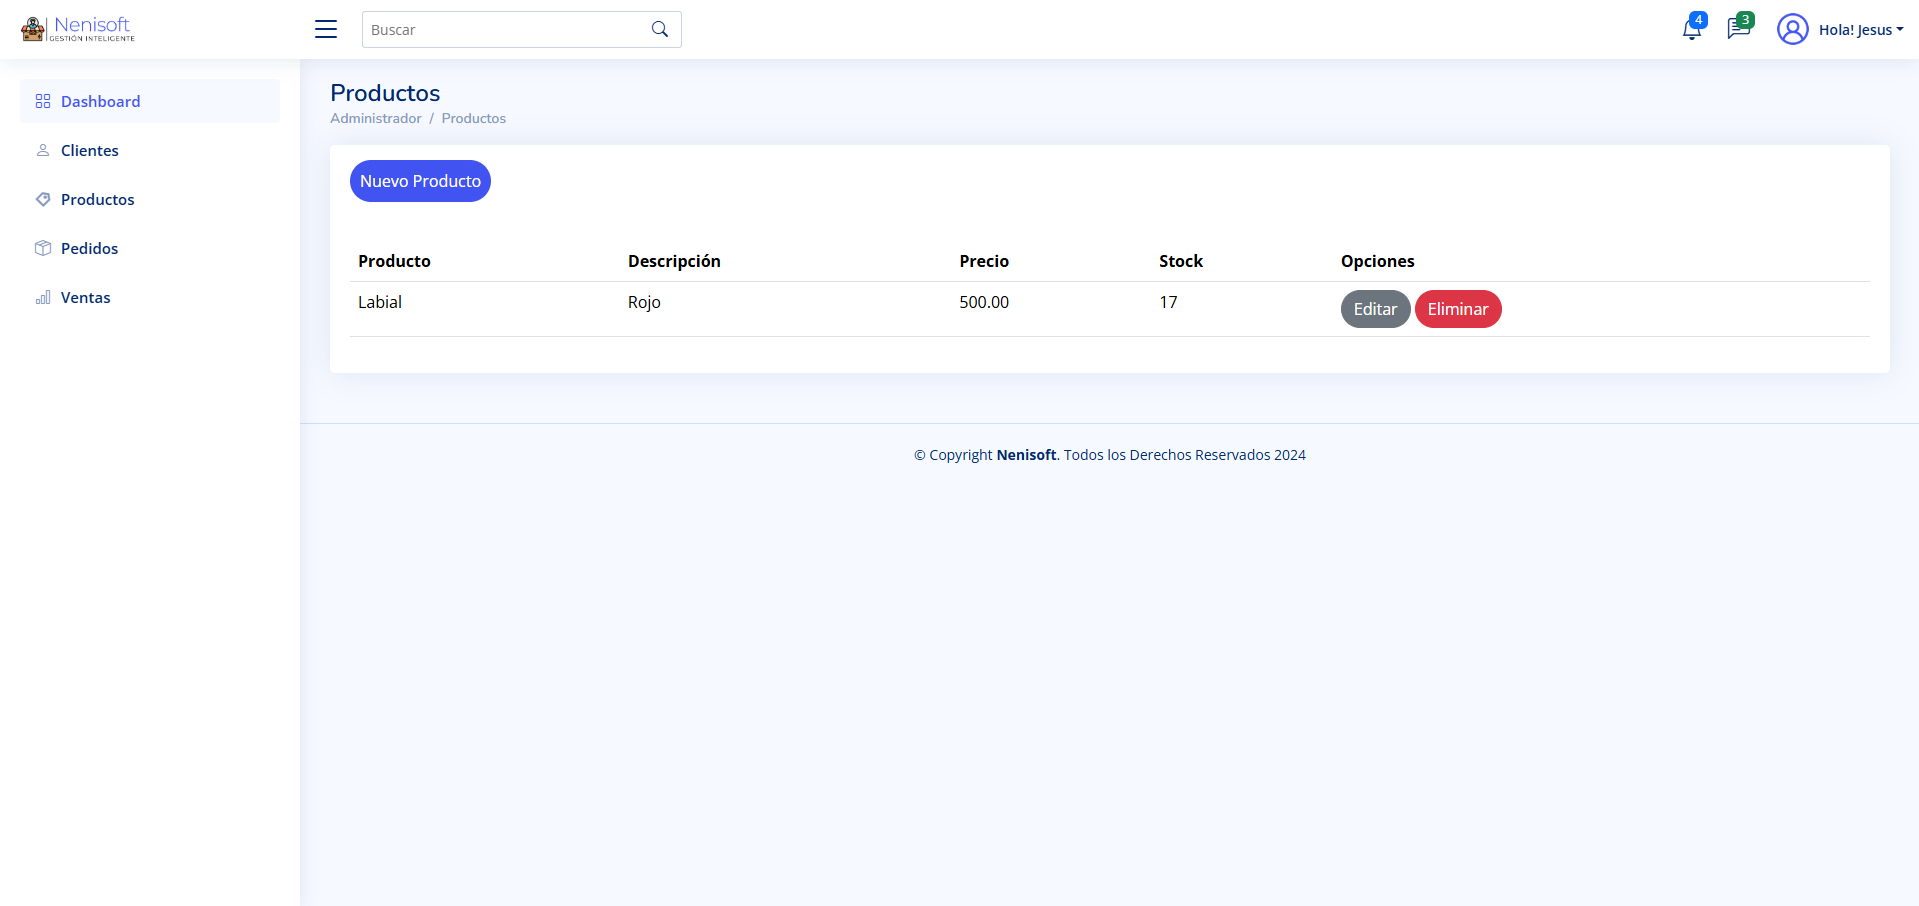 Nenisoft
GESTIÓN INTELIGENTE
Buscar
4
3
Hola! Jesus
Dashboard
Clientes
Productos
Pedidos
Ventas
Productos
Administrador / Productos
Nuevo Producto
Producto Descripción Precio Stock Opciones
Labial Rojo 500.00 17 Editar Eliminar
© Copyright Nenisoft. Todos los Derechos Reservados 2024